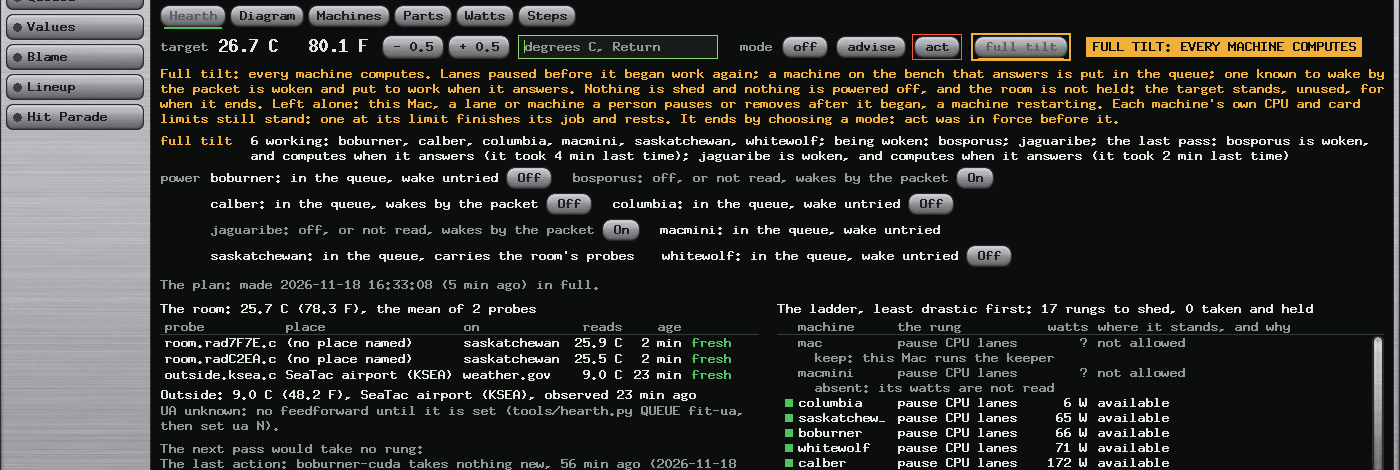 Values
Blame
Lineup
Hit Parade
Hearth Diagram Machines Parts Watts Steps
target 26.7 C 80.1 F - 0.5 + 0.5 degrees C, Return mode off advise act full tilt FULL TILT: EVERY MACHINE COMPUTES
Full tilt: every machine computes. Lanes paused before it began work again; a machine on the bench that answers is put in the queue; one known to wake by
the packet is woken and put to work when it answers. Nothing is shed and nothing is powered off, and the room is not held: the target stands, unused, for
when it ends. Left alone: this Mac, a lane or machine a person pauses or removes after it began, a machine restarting. Each machine's own CPU and card
limits still stand: one at its limit finishes its job and rests. It ends by choosing a mode: act was in force before it.
full tilt 6 working: boburner, calber, columbia, macmini, saskatchewan, whitewolf; being woken: bosporus; jaguaribe; the last pass: bosporus is woken,
and computes when it answers (it took 4 min last time); jaguaribe is woken, and computes when it answers (it took 2 min last time)
power boburner: in the queue, wake untried Off bosporus: off, or not read, wakes by the packet On
calber: in the queue, wakes by the packet Off columbia: in the queue, wake untried Off
jaguaribe: off, or not read, wakes by the packet On macmini: in the queue, wake untried
saskatchewan: in the queue, carries the room's probes whitewolf: in the queue, wake untried Off
The plan: made 2026-11-18 16:33:08 (5 min ago) in full.
The room: 25.7 C (78.3 F), the mean of 2 probes
probe place on reads age
room.rad7F7E.c (no place named) saskatchewan 25.9 C 2 min fresh
room.radC2EA.c (no place named) saskatchewan 25.5 C 2 min fresh
outside.ksea.c SeaTac airport (KSEA) weather.gov 9.0 C 23 min fresh
Outside: 9.0 C (48.2 F), SeaTac airport (KSEA), observed 23 min ago
UA unknown: no feedforward until it is set (tools/hearth.py QUEUE fit-ua,
then set ua N).
The next pass would take no rung:
The last action: boburner-cuda takes nothing new, 56 min ago (2026-11-18
The ladder, least drastic first: 17 rungs to shed, 0 taken and held
machine the rung watts where it stands, and why
mac pause CPU lanes ? not allowed
keep: this Mac runs the keeper
macmini pause CPU lanes ? not allowed
absent: its watts are not read
columbia pause CPU lanes 6 W available
saskatchew… pause CPU lanes 65 W available
boburner pause CPU lanes 66 W available
whitewolf pause CPU lanes 71 W available
calber pause CPU lanes 172 W available